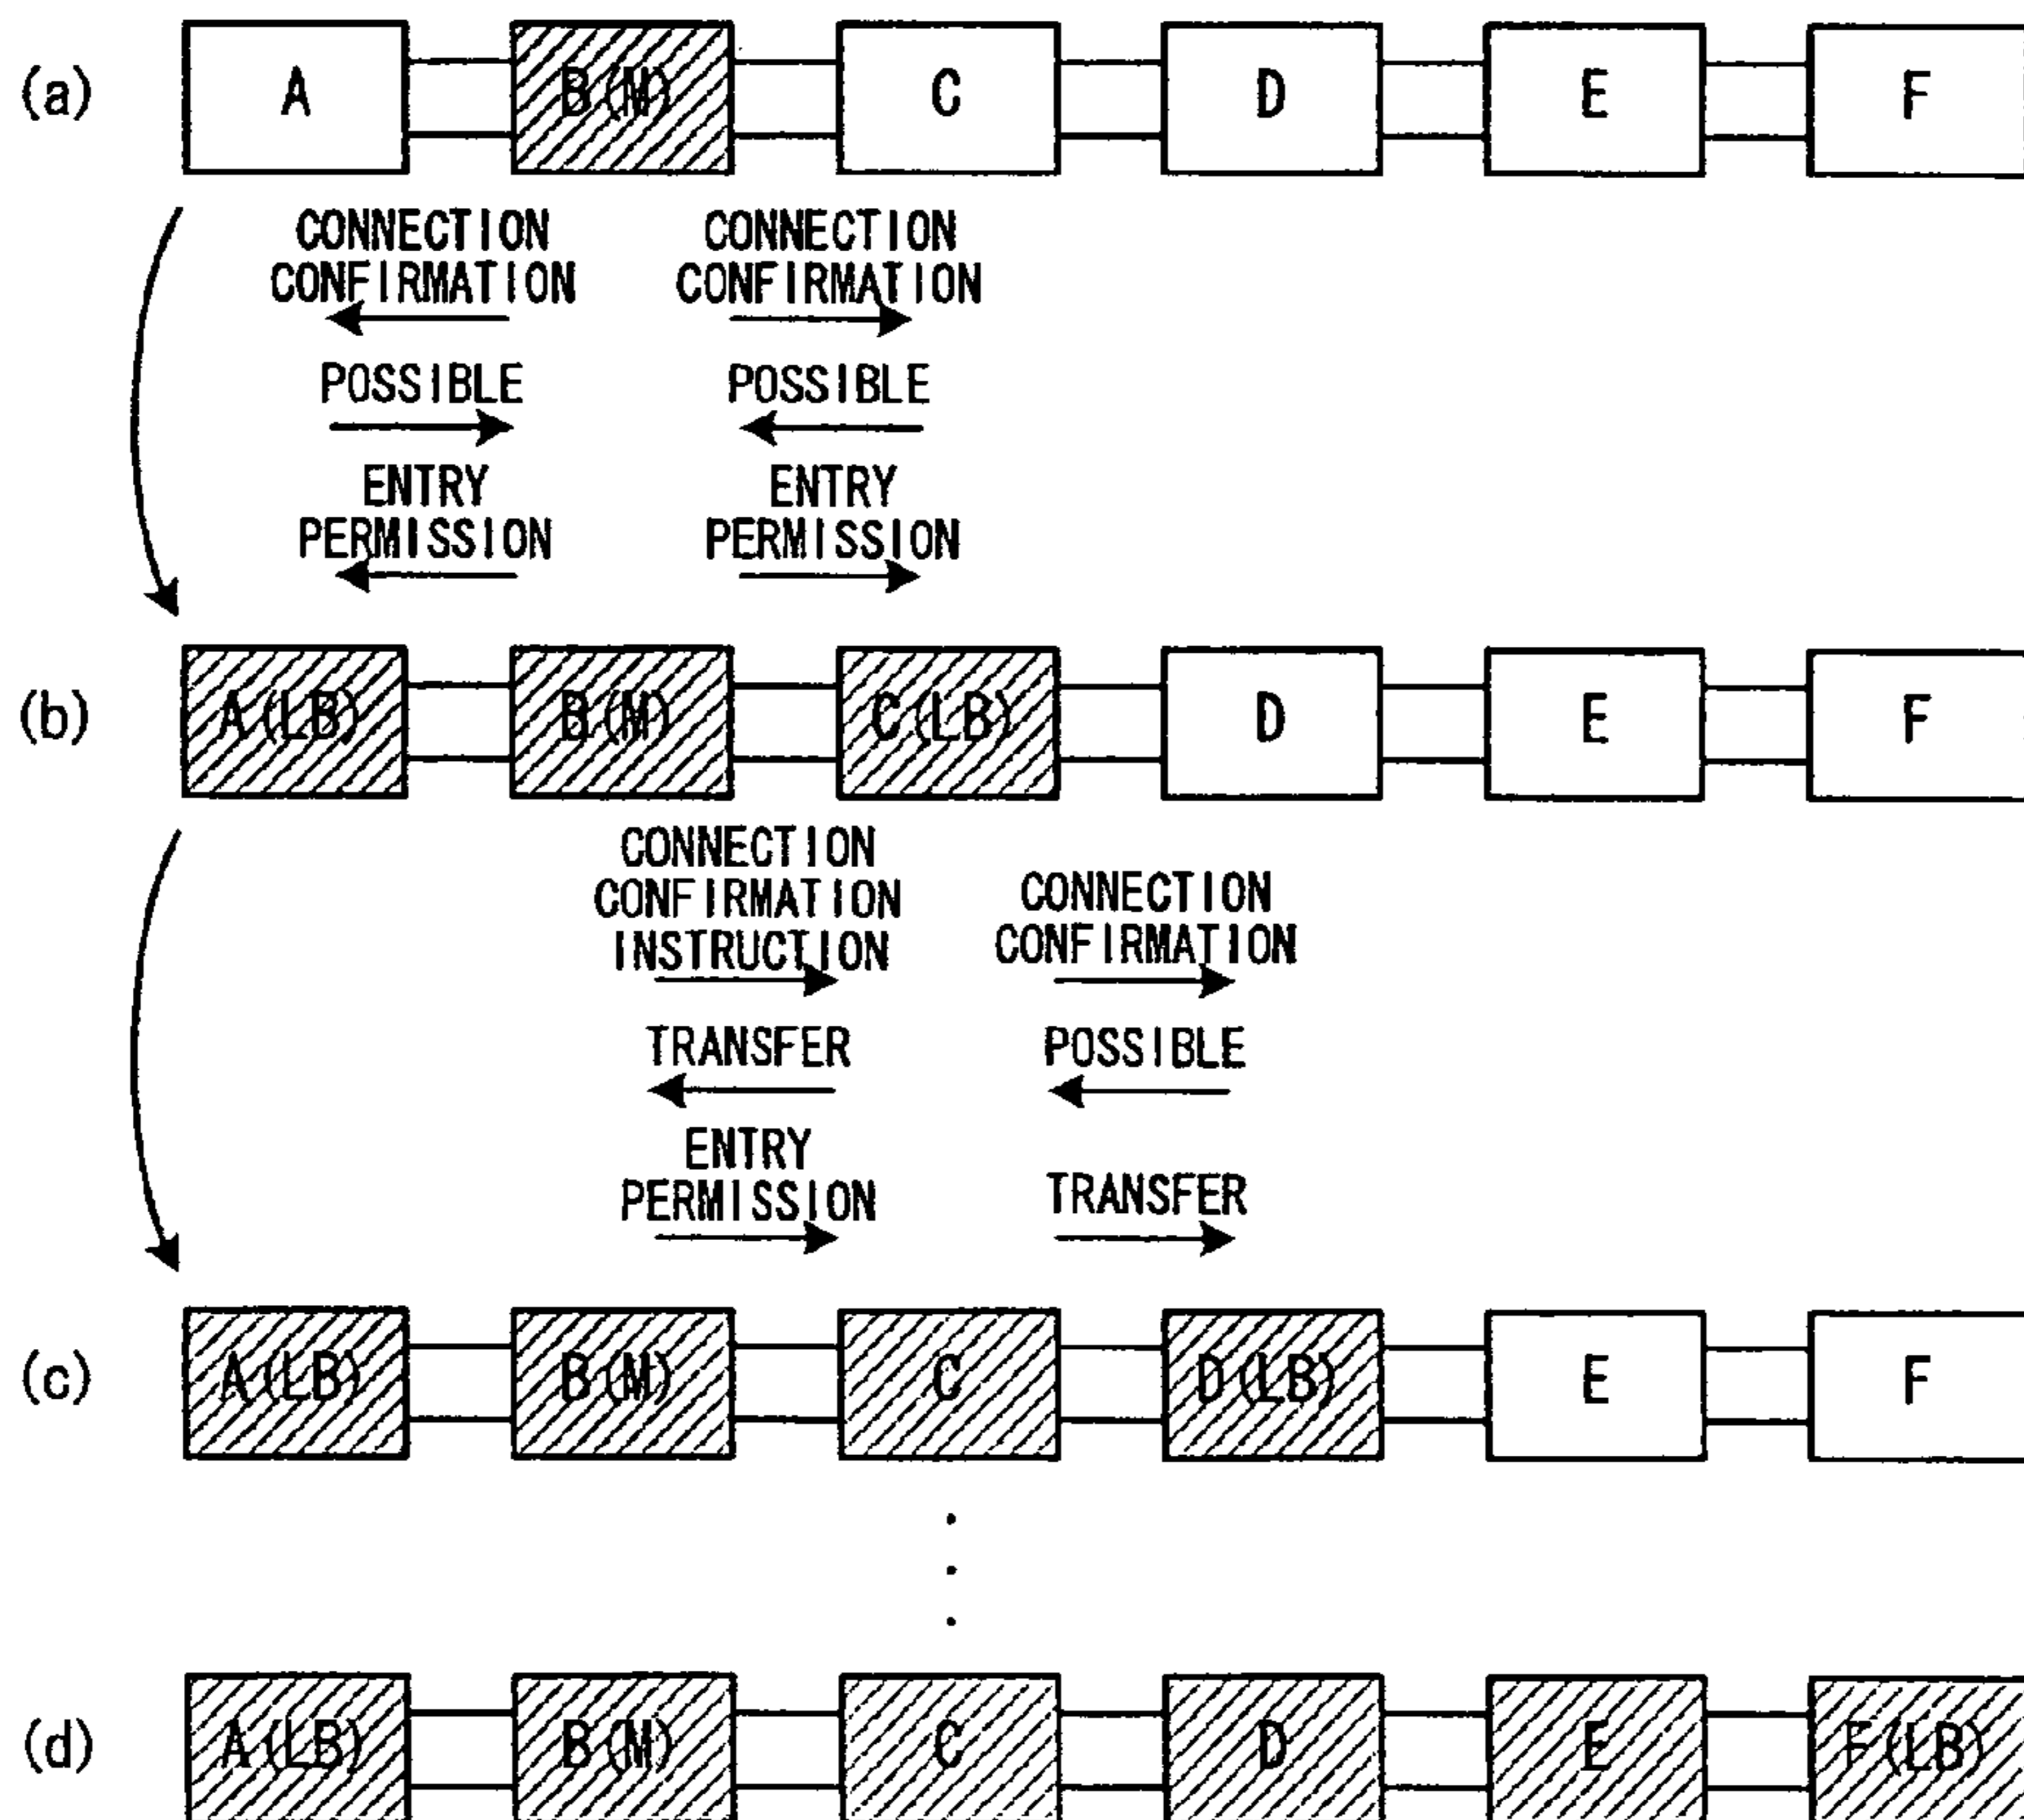 (a) A B(M) C D E F
CONNECTION CONNECTION
CONFIRMATION CONFIRMATION
POSSIBLE POSSIBLE
ENTRY ENTRY
PERMISSION PERMISSION
(b) A(LB) B(M) C(LB) D E F
CONNECTION
CONFIRMATION
INSTRUCTION
CONNECTION
CONFIRMATION
TRANSFER POSSIBLE
ENTRY
PERMISSION
TRANSFER
(c) A(LB) B(M) C D(LB) E F
(d) A(LB) B(M) C D E F(LB)